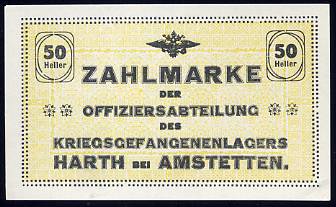 50 Heller
50 Heller
ZAHLMARKE
DER
OFFIZIERSABTEILUNG
DES
KRIEGSGEFANGENENLAGERS
HARTH BEI AMSTETTEN.